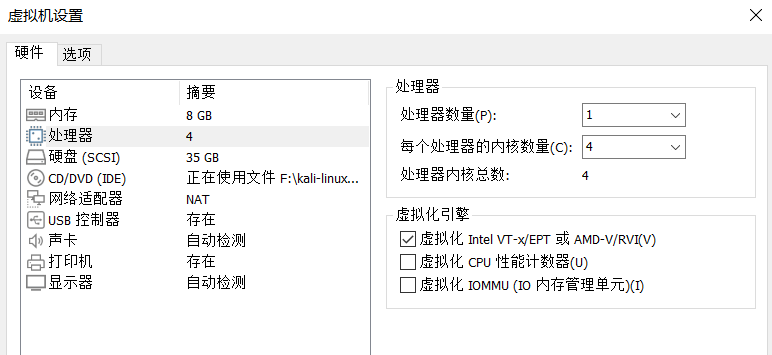 虚拟机设置
硬件 选项
设备 摘要
内存 8 GB
处理器 4
硬盘 (SCSI) 35 GB
CD/DVD (IDE) 正在使用文件 F:\kali-linux...
网络适配器 NAT
USB 控制器 存在
声卡 自动检测
打印机 存在
显示器 自动检测
处理器
处理器数量(P): 1
每个处理器的内核数量(C): 4
处理器内核总数: 4
虚拟化引擎
虚拟化 Intel VT-x/EPT 或 AMD-V/RVI(V)
虚拟化 CPU 性能计数器(U)
虚拟化 IOMMU (IO 内存管理单元)(I)